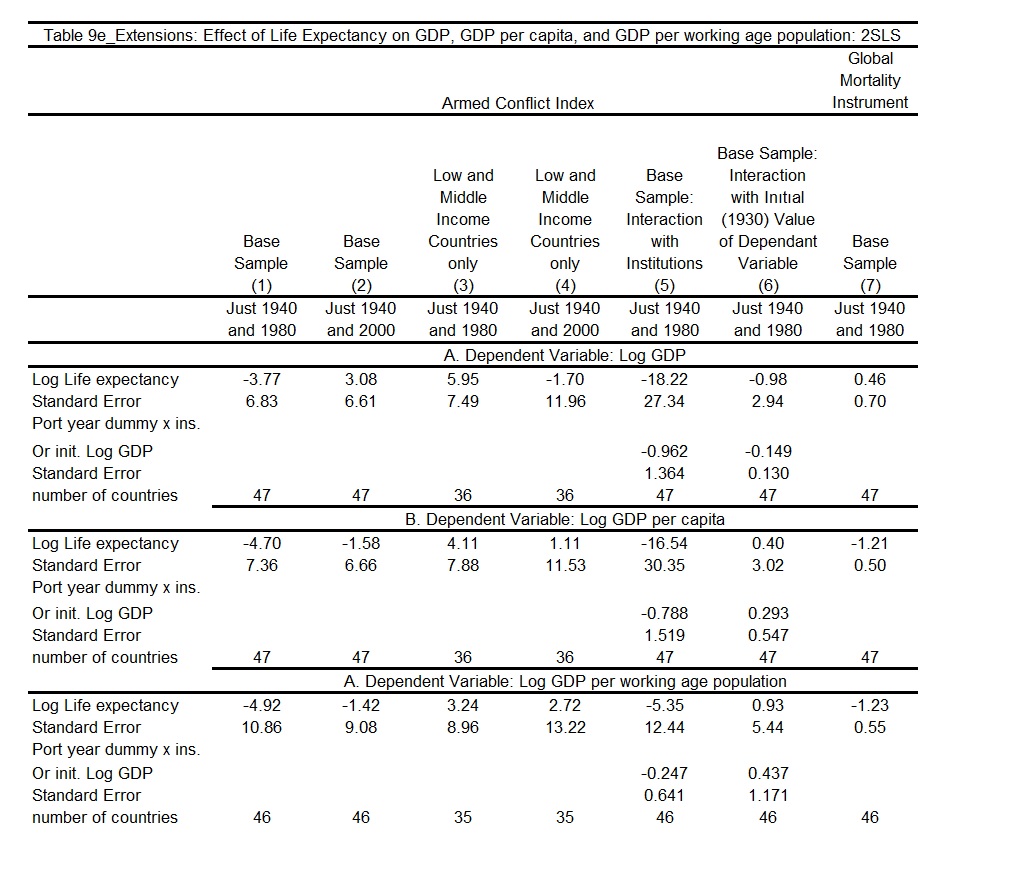 Table 9e_Extensions: Effect of Life Expectancy on GDP, GDP per capita, and GDP per working age population: 2SLS
Global
Mortality
Armed Conflict Index Instrument
Base Sample:
Low and Low and Base Interaction
Middle Middle Sample: with Initial
Income Income Interaction (1930) Value
Base Base Countries Countries with of Dependant Base
Sample Sample only only Institutions Variable Sample
(1) (2) (3) (4) (5) (6) (7)
Just 1940 Just 1940 Just 1940 Just 1940 Just 1940 Just 1940 Just 1940
and 1980 and 2000 and 1980 and 2000 and 1980 and 1980 and 1980
A. Dependent Variable: Log GDP
Log Life expectancy -3.77 3.08 5.95 -1.70 -18.22 -0.98 0.46
Standard Error 6.83 6.61 7.49 11.96 27.34 2.94 0.70
Port year dummy x ins.
Or init. Log GDP -0.962 -0.149
Standard Error 1.364 0.130
number of countries 47 47 36 36 47 47 47
B. Dependent Variable: Log GDP per capita
Log Life expectancy -4.70 -1.58 4.11 1.11 -16.54 0.40 -1.21
Standard Error 7.36 6.66 7.88 11.53 30.35 3.02 0.50
Port year dummy x ins.
Or init. Log GDP -0.788 0.293
Standard Error 1.519 0.547
number of countries 47 47 36 36 47 47 47
A. Dependent Variable: Log GDP per working age population
Log Life expectancy -4.92 -1.42 3.24 2.72 -5.35 0.93 -1.23
Standard Error 10.86 9.08 8.96 13.22 12.44 5.44 0.55
Port year dummy x ins.
Or init. Log GDP -0.247 0.437
Standard Error 0.641 1.171
number of countries 46 46 35 35 46 46 46